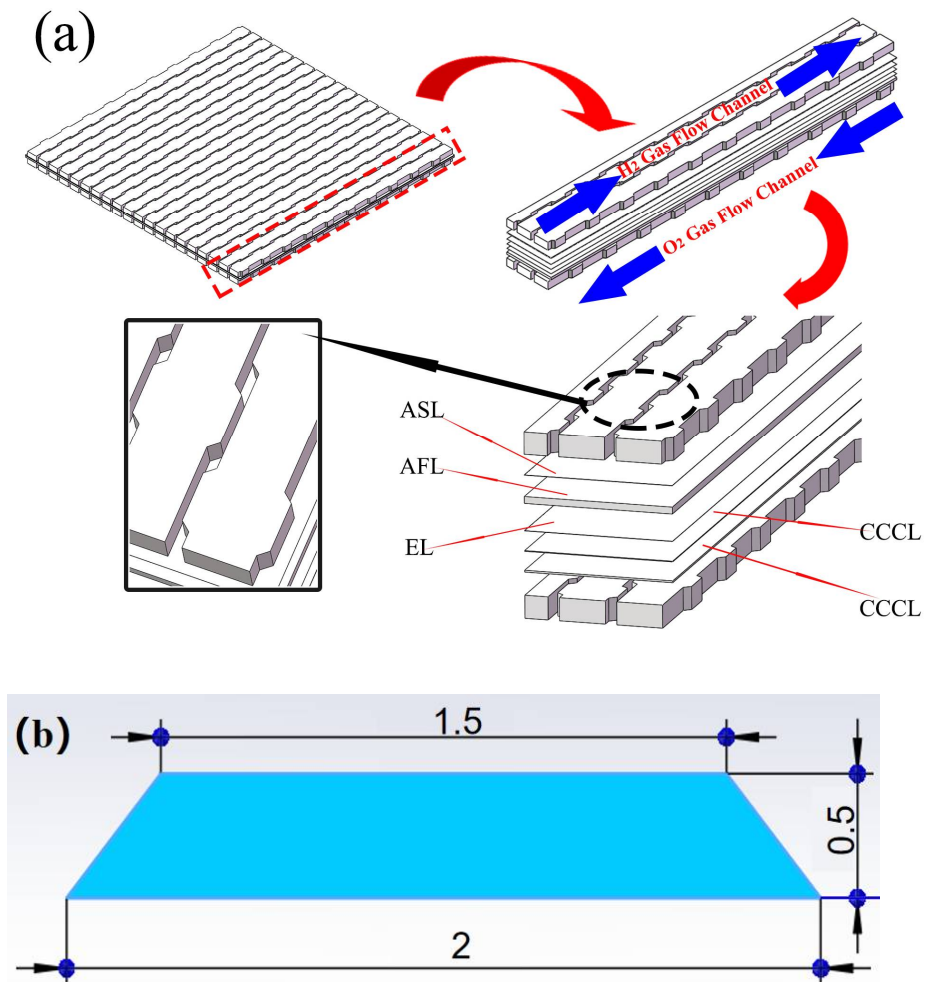 (a)
H2 Gas Flow Channel
O2 Gas Flow Channel
ASL
AFL
EL
CCCL
CCCL
(b)
1.5
0.5
2